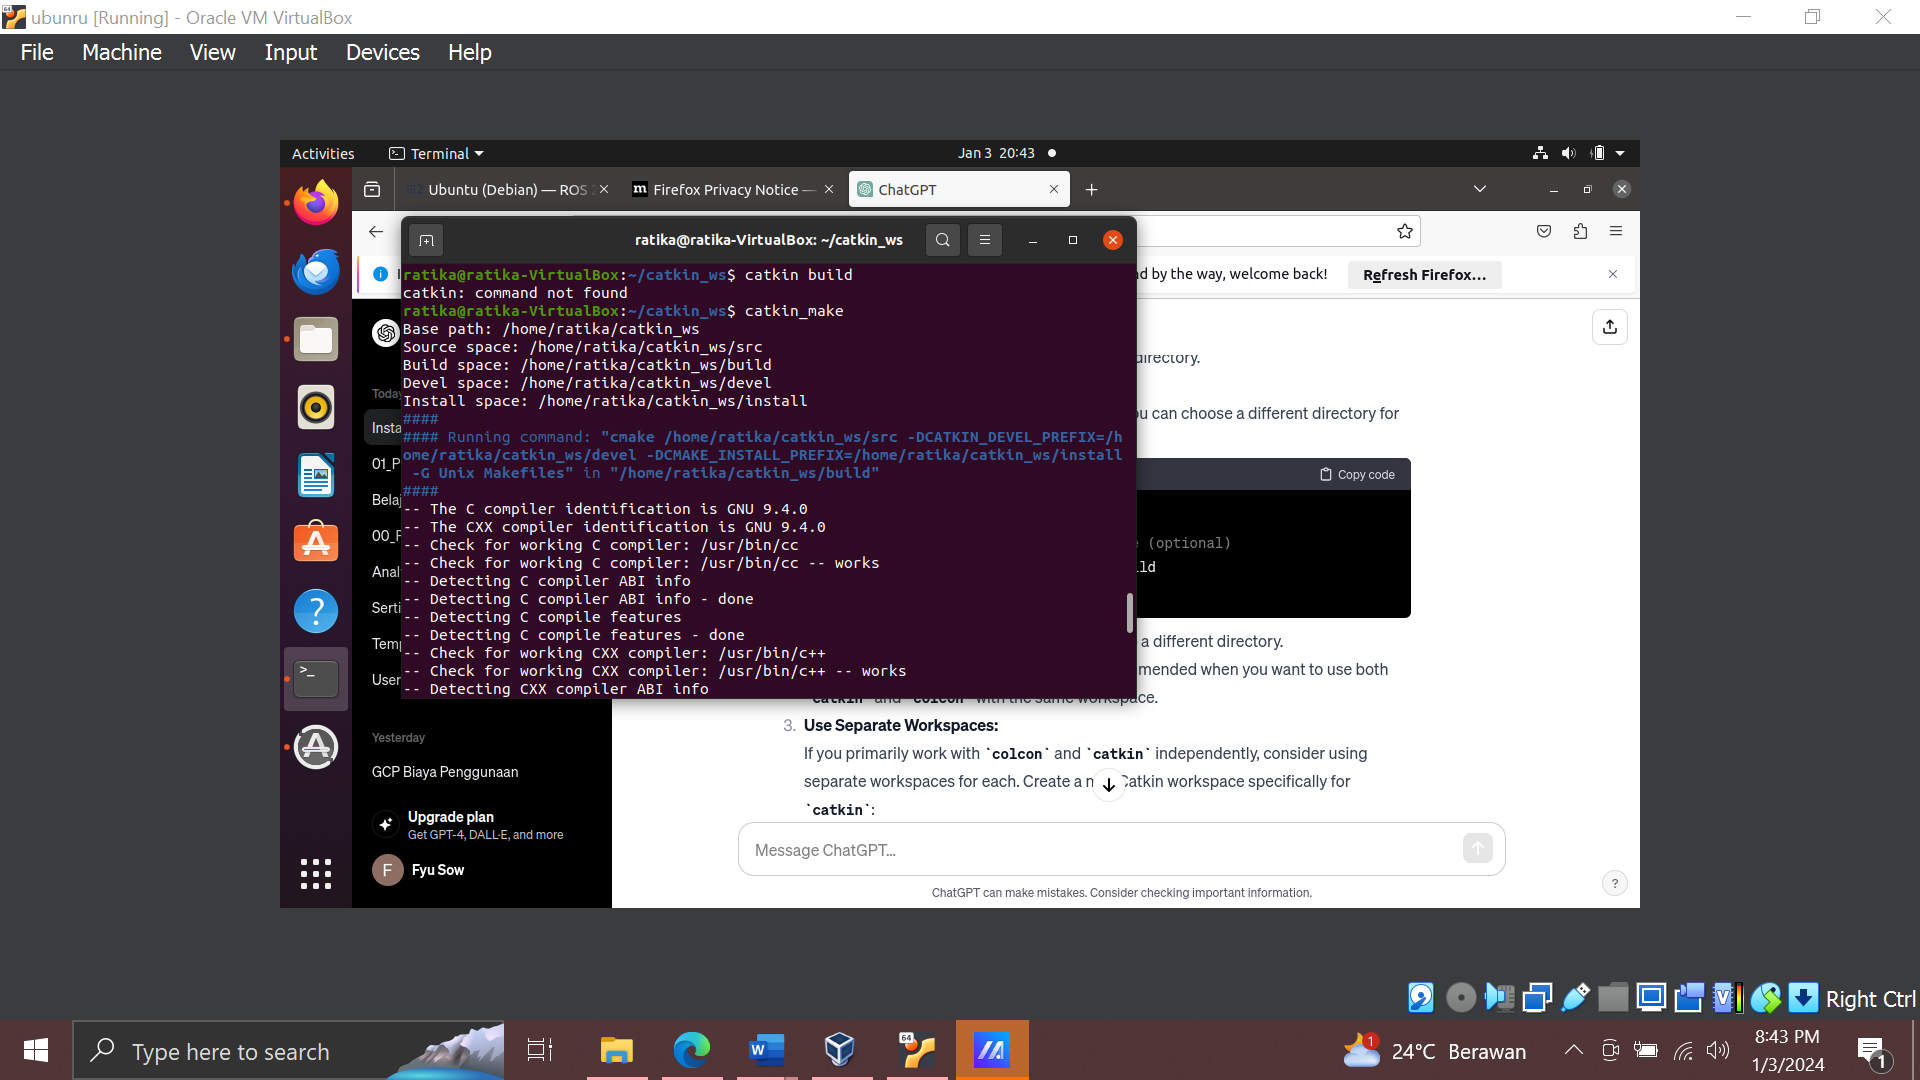 ubunru [Running] - Oracle VM VirtualBox
File Machine View Input Devices Help
Activities Terminal Jan 3 20:43
Ubuntu (Debian) — ROS
Firefox Privacy Notice —
ChatGPT
ratika@ratika-VirtualBox: ~/catkin_ws
d by the way, welcome back!
Refresh Firefox...
ratika@ratika-VirtualBox:~/catkin_ws$ catkin build
catkin: command not found
ratika@ratika-VirtualBox:~/catkin_ws$ catkin_make
Base path: /home/ratika/catkin_ws
Source space: /home/ratika/catkin_ws/src
Build space: /home/ratika/catkin_ws/build
Devel space: /home/ratika/catkin_ws/devel
Install space: /home/ratika/catkin_ws/install
####
#### Running command: "cmake /home/ratika/catkin_ws/src -DCATKIN_DEVEL_PREFIX=/h
ome/ratika/catkin_ws/devel -DCMAKE_INSTALL_PREFIX=/home/ratika/catkin_ws/install
-G Unix Makefiles" in "/home/ratika/catkin_ws/build"
####
-- The C compiler identification is GNU 9.4.0
-- The CXX compiler identification is GNU 9.4.0
-- Check for working C compiler: /usr/bin/cc
-- Check for working C compiler: /usr/bin/cc -- works
-- Detecting C compiler ABI info
-- Detecting C compiler ABI info - done
-- Detecting C compile features
-- Detecting C compile features - done
-- Check for working CXX compiler: /usr/bin/c++
-- Check for working CXX compiler: /usr/bin/c++ -- works
-- Detecting CXX compiler ABI info
Today
Insta
01_P
Belaj
00_F
Anal
Serti
Temp
User
Yesterday
GCP Biaya Penggunaan
Upgrade plan
Get GPT-4, DALL·E, and more
F Fyu Sow
directory.
u can choose a different directory for
Copy code
(optional)
ld
a different directory.
mended when you want to use both
`catkin` and `colcon` with the same workspace.
3. Use Separate Workspaces:
If you primarily work with `colcon` and `catkin` independently, consider using
separate workspaces for each. Create a n Catkin workspace specifically for
`catkin`:
Message ChatGPT...
ChatGPT can make mistakes. Consider checking important information.
?
Right Ctrl
Type here to search
24°C Berawan
8:43 PM
1/3/2024
1